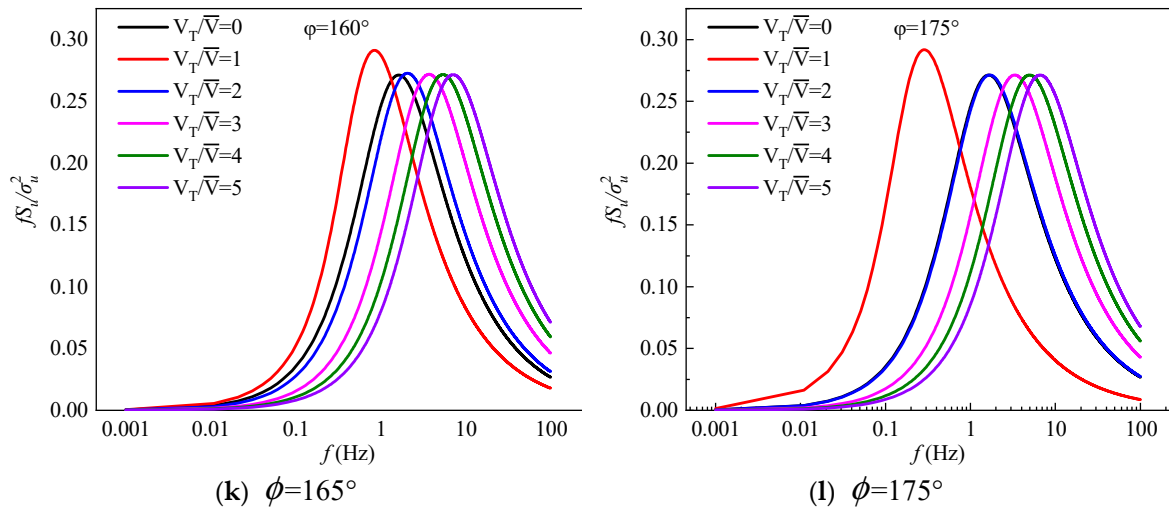 φ=160°
V_T/V̅=0
V_T/V̅=1
V_T/V̅=2
V_T/V̅=3
V_T/V̅=4
V_T/V̅=5
fS_u/σ_u^2
0.30
0.25
0.20
0.15
0.10
0.05
0.00
0.001 0.01 0.1 1 10 100
f (Hz)
(k) ϕ=165°
φ=175°
V_T/V̅=0
V_T/V̅=1
V_T/V̅=2
V_T/V̅=3
V_T/V̅=4
V_T/V̅=5
fS_u/σ_u^2
0.30
0.25
0.20
0.15
0.10
0.05
0.00
0.001 0.01 0.1 1 10 100
f (Hz)
(l) ϕ=175°